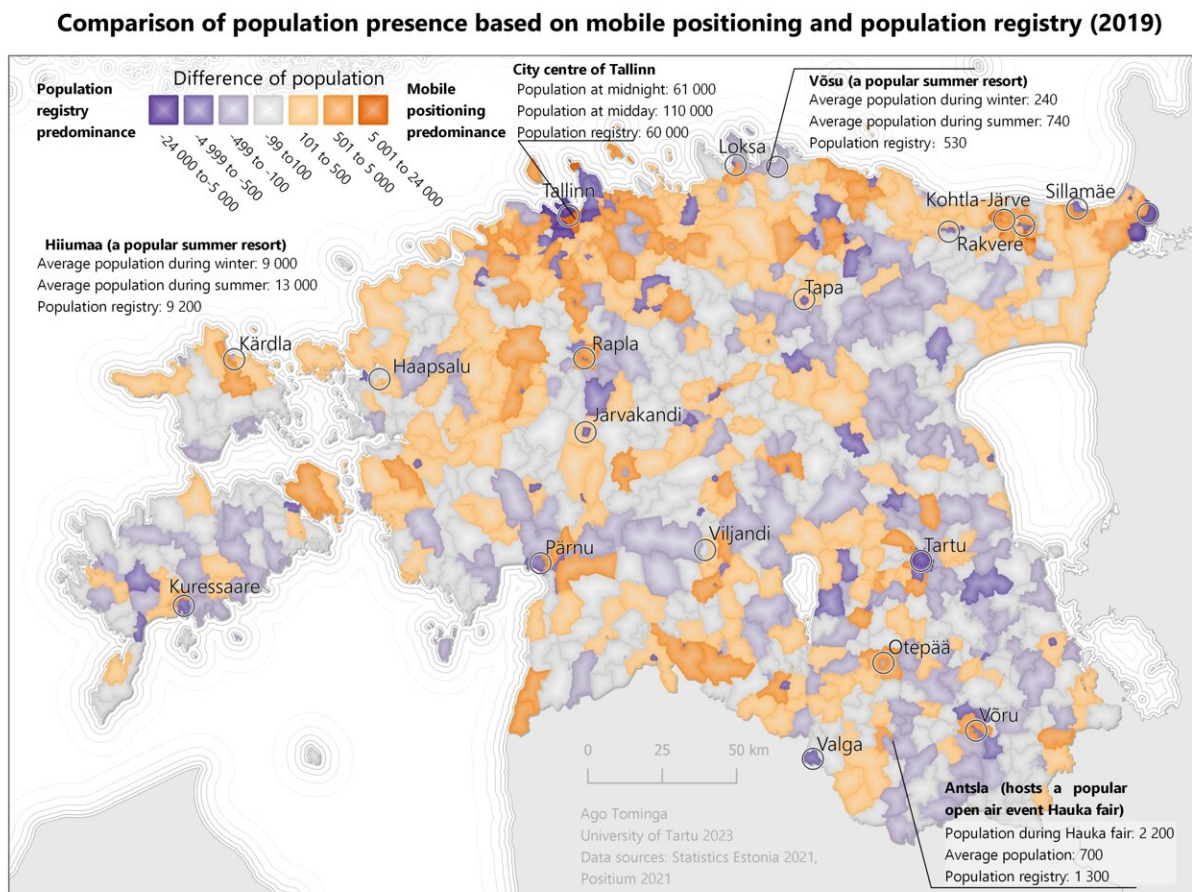 Comparison of population presence based on mobile positioning and population registry (2019)
Population
registry
predominance
Difference of population
-24 000 to-5 000
-4 999 to -500
-499 to -100
-99 to100
101 to 500
501 to 5 000
5 001 to 24 000
Mobile
positioning
predominance
City centre of Tallinn
Population at midnight: 61 000
Population at midday: 110 000
Population registry: 60 000
Võsu (a popular summer resort)
Average population during winter: 240
Average population during summer: 740
Population registry: 530
Hiiumaa (a popular summer resort)
Average population during winter: 9 000
Average population during summer: 13 000
Population registry: 9 200
Loksa
Tallinn
Kohtla-Järve
Sillamäe
Rakvere
Tapa
Kärdla
Haapsalu
Rapla
Järvakandi
Pärnu
Viljandi
Tartu
Kuressaare
Otepää
Võru
Valga
0
25
50 km
Ago Tominga
University of Tartu 2023
Data sources: Statistics Estonia 2021,
Positium 2021
Antsla (hosts a popular
open air event Hauka fair)
Population during Hauka fair: 2 200
Average population: 700
Population registry: 1 300